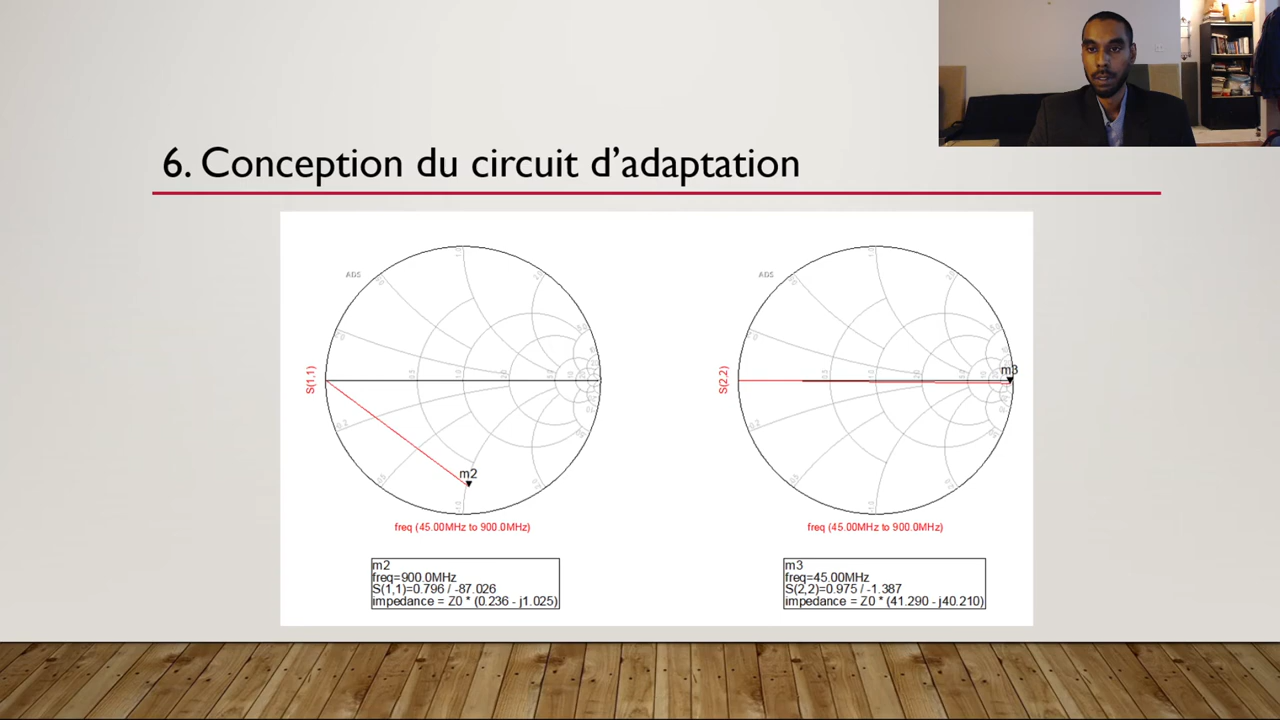 6. Conception du circuit d'adaptation
ADS
S(1,1)
m2
freq (45.00MHz to 900.0MHz)
m2
freq=900.0MHz
S(1,1)=0.796 / -87.026
impedance = Z0 * (0.236 - j1.025)
ADS
S(2,2)
m3
freq (45.00MHz to 900.0MHz)
m3
freq=45.00MHz
S(2,2)=0.975 / -1.387
impedance = Z0 * (41.290 - j40.210)